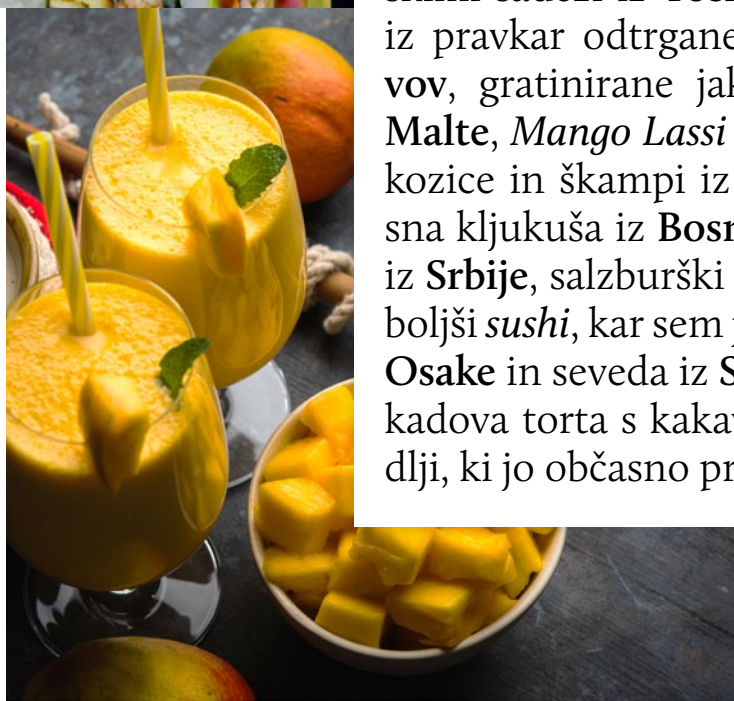 iz pravkar odtrgane
vov, gratinirane jak
Malte, Mango Lassi
kozice in škampi iz
sna kljukuša iz Bosn
iz Srbije, salzburški
boljši sushi, kar sem
Osake in seveda iz S
kadova torta s kakav
dlji, ki jo občasno pr